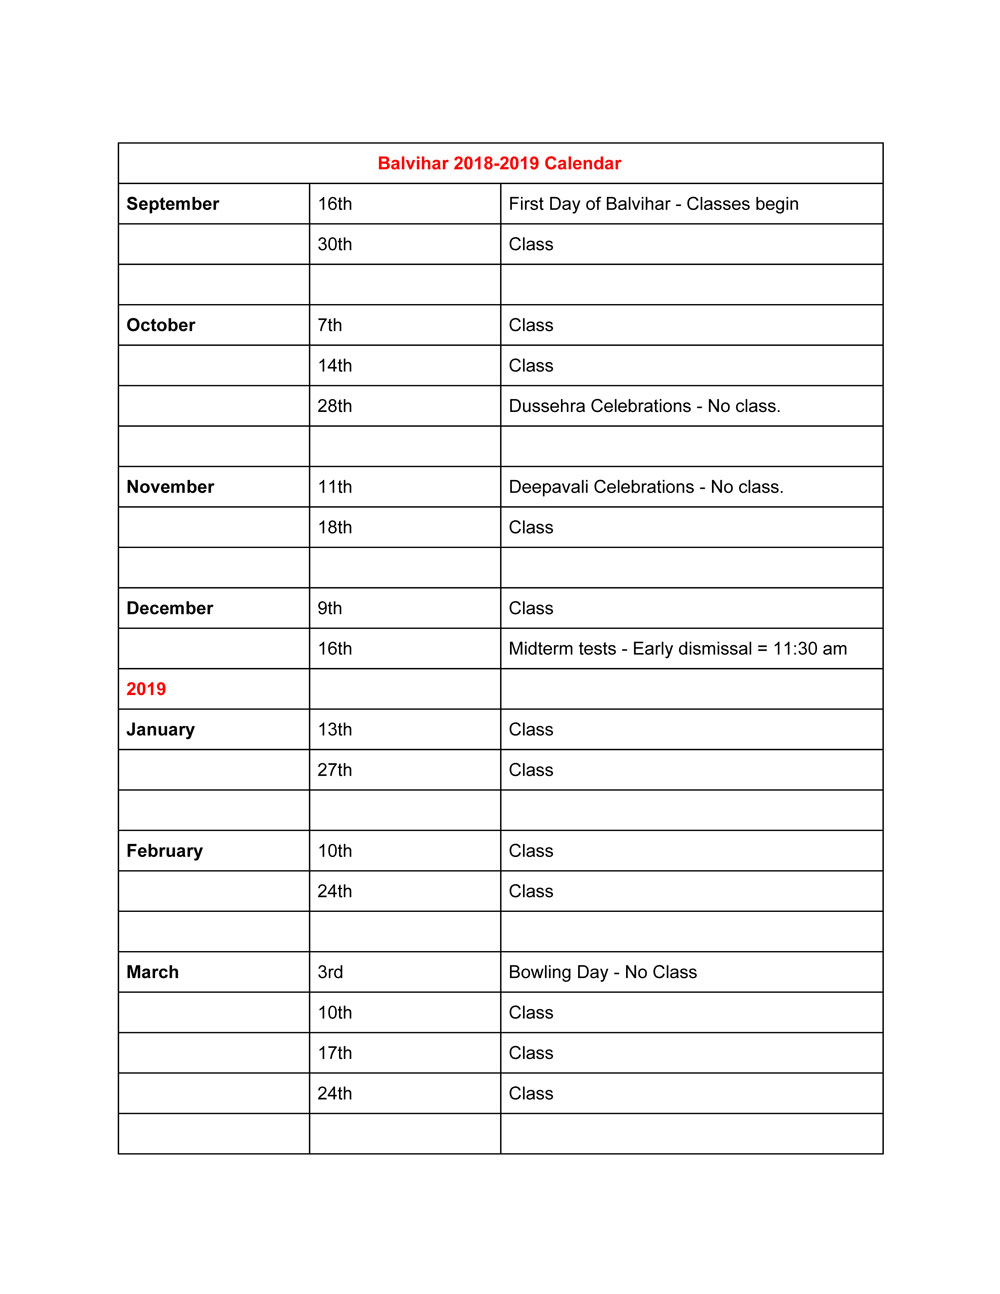 Balvihar 2018-2019 Calendar
September 16th First Day of Balvihar - Classes begin
30th Class
October 7th Class
14th Class
28th Dussehra Celebrations - No class.
November 11th Deepavali Celebrations - No class.
18th Class
December 9th Class
16th Midterm tests - Early dismissal = 11:30 am
2019
January 13th Class
27th Class
February 10th Class
24th Class
March 3rd Bowling Day - No Class
10th Class
17th Class
24th Class